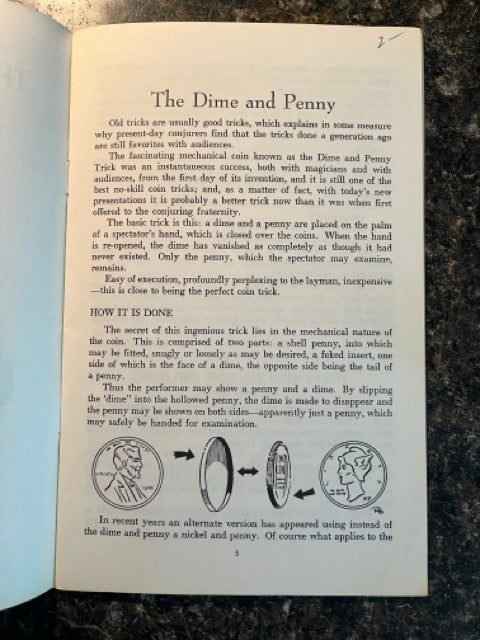 2-
The Dime and Penny
Old tricks are usually good tricks, which explains in some measure
why present-day conjurers find that the tricks done a generation ago
are still favorites with audiences.
The fascinating mechanical coin known as the Dime and Penny
Trick was an instantaneous success, both with magicians and with
audiences, from the first day of its invention, and it is still one of the
best no-skill coin tricks; and, as a matter of fact, with today's new
presentations it is probably a better trick now than it was when first
offered to the conjuring fraternity.
The basic trick is this: a dime and a penny are placed on the palm
of a spectator's hand, which is closed over the coins. When the hand
is re-opened, the dime has vanished as completely as though it had
never existed. Only the penny, which the spectator may examine,
remains.
Easy of execution, profoundly perplexing to the layman, inexpensive
—this is close to being the perfect coin trick.
HOW IT IS DONE
The secret of this ingenious trick lies in the mechanical nature of
the coin. This is comprised of two parts: a shell penny, into which
may be fitted, snugly or loosely as may be desired, a feked insert, one
side of which is the face of a dime, the opposite side being the tail of
a penny.
Thus the performer may show a penny and a dime. By slipping
the 'dime" into the hollowed penny, the dime is made to disappear and
the penny may be shown on both sides—apparently just a penny, which
may safely be handed for examination.
In recent years an alternate version has appeared using instead of
the dime and penny a nickel and penny. Of course what applies to the
5